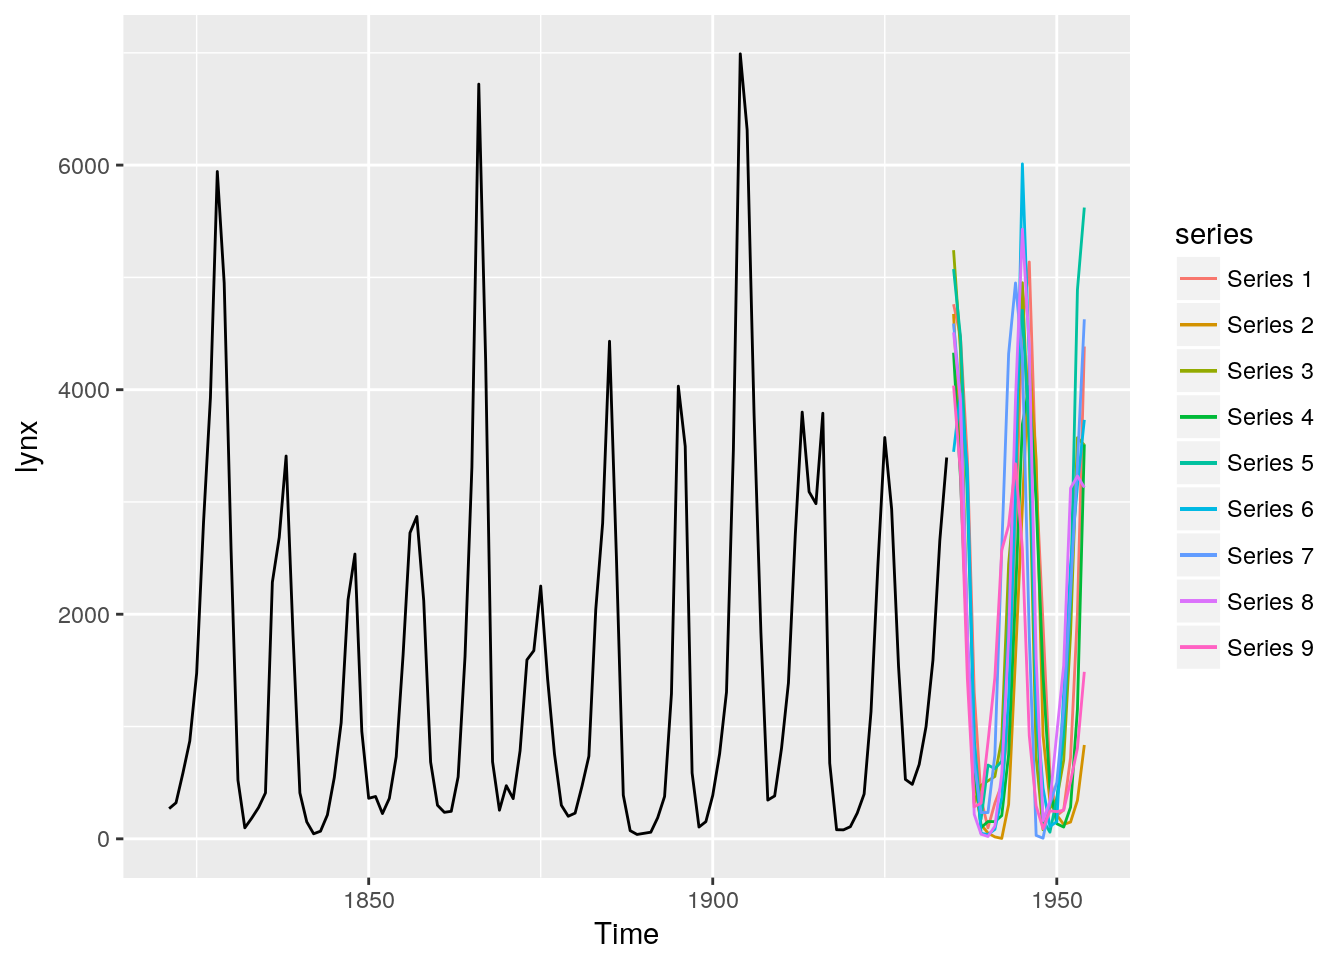 6000
4000
2000
0
lynx
1850
1900
1950
Time
series
Series 1
Series 2
Series 3
Series 4
Series 5
Series 6
Series 7
Series 8
Series 9